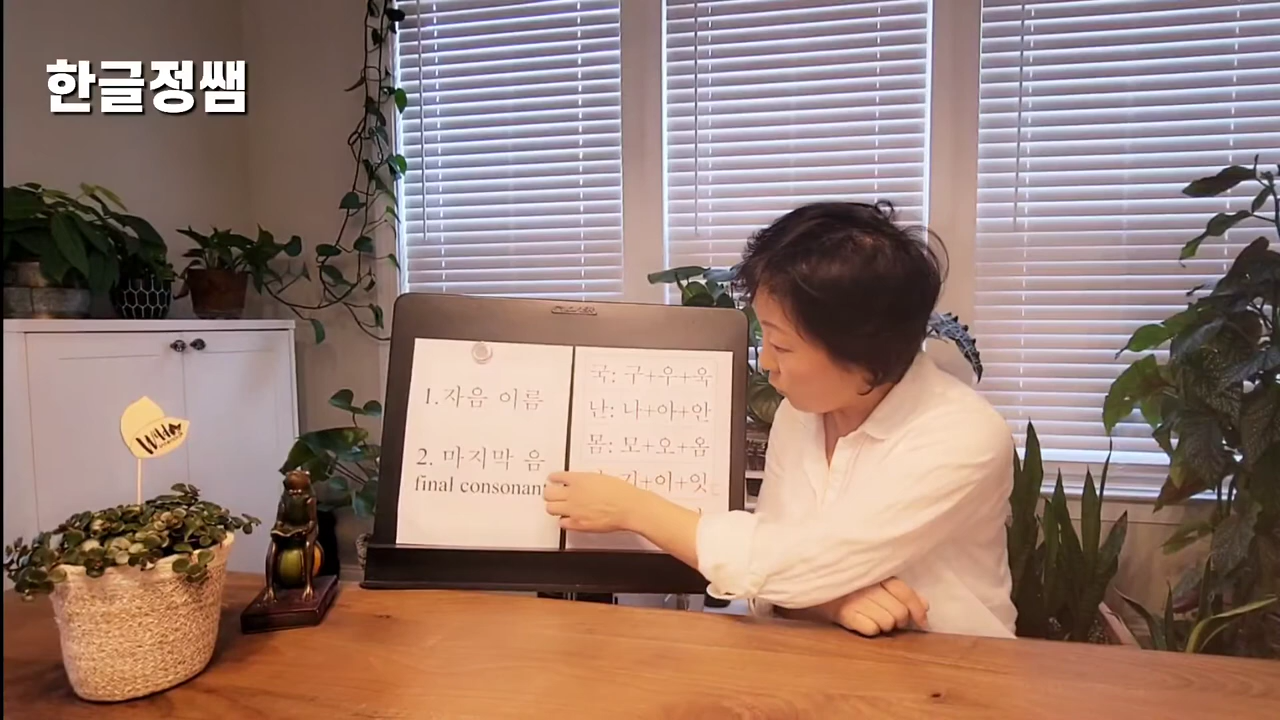 한글정쌤
1. 자음 이름
2. 마지막 음
final consonant
국: 구+우+욱
난: 나+아+안
몸: 모+오+옴
+이+잇
Wild